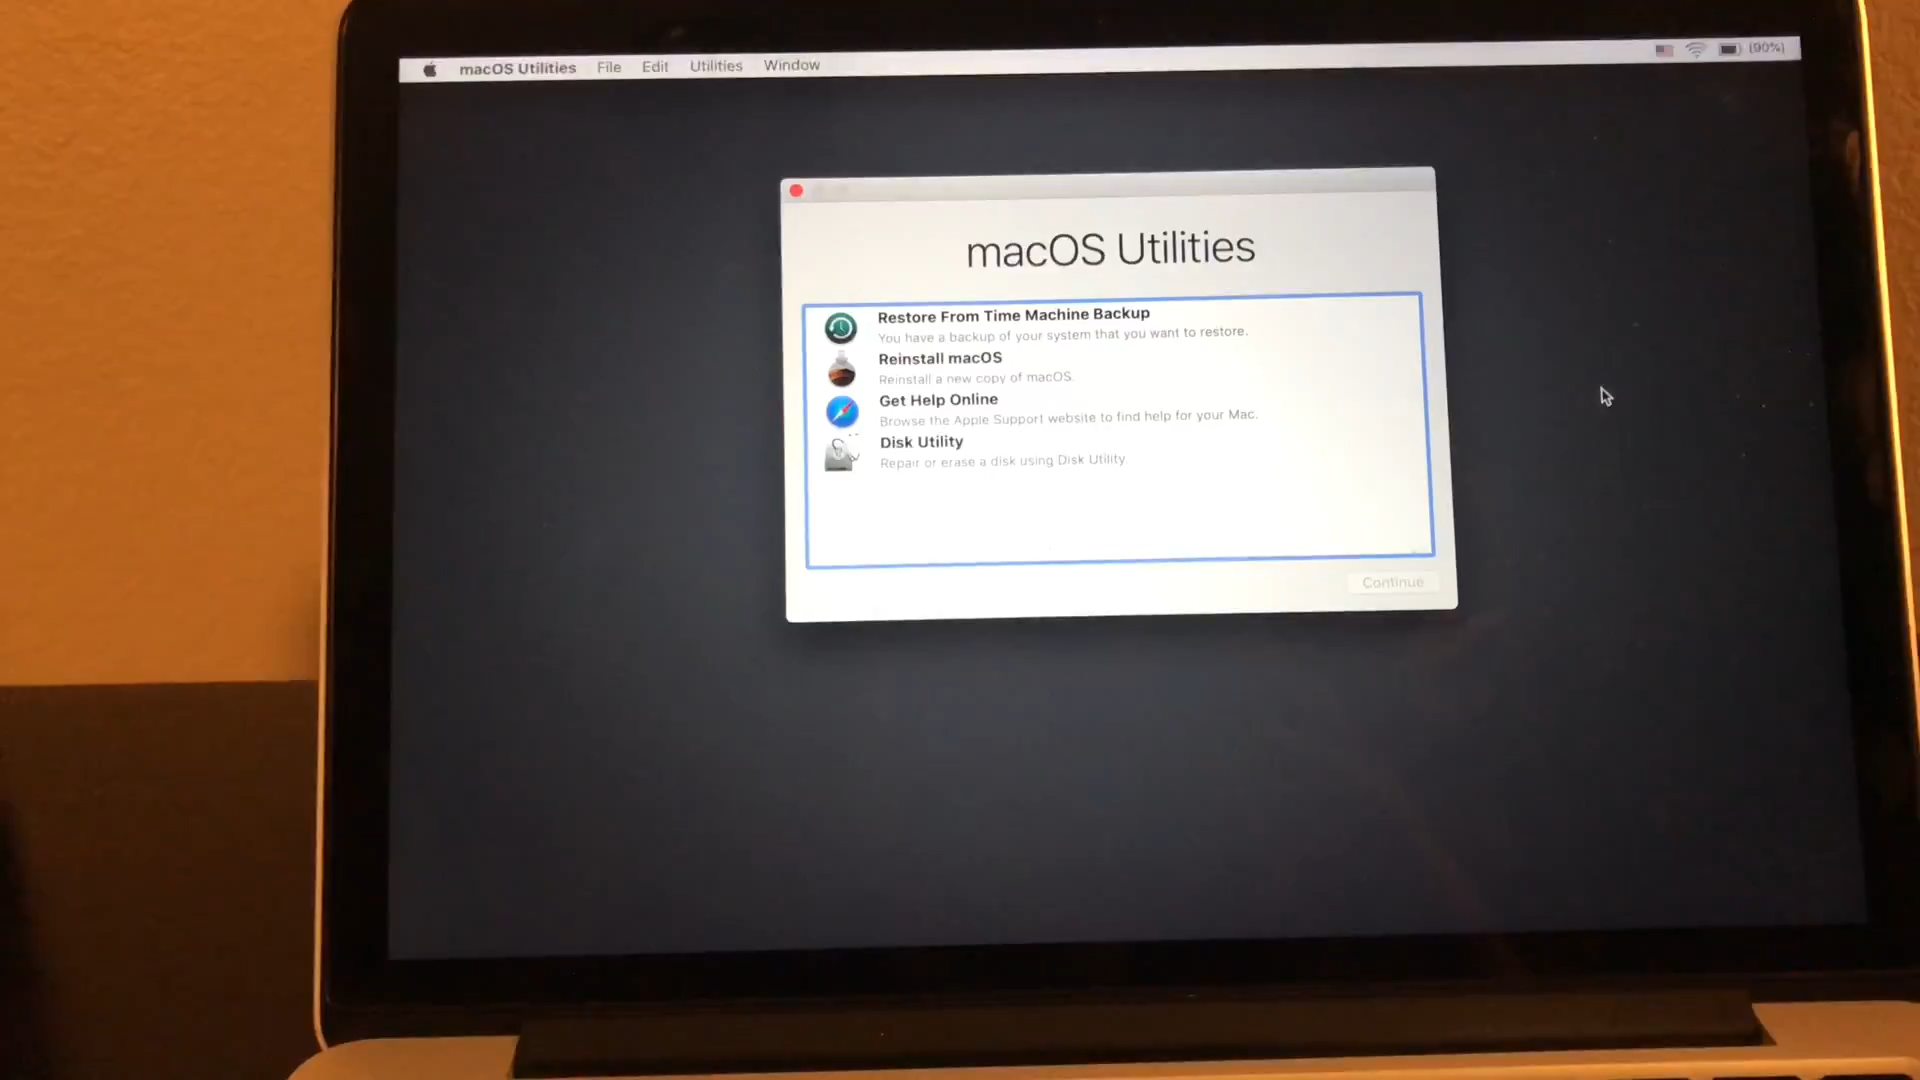 macOS Utilities File Edit Utilities Window (90%)
macOS Utilities
Restore From Time Machine Backup
You have a backup of your system that you want to restore.
Reinstall macOS
Reinstall a new copy of macOS.
Get Help Online
Browse the Apple Support website to find help for your Mac.
Disk Utility
Repair or erase a disk using Disk Utility.
Continue